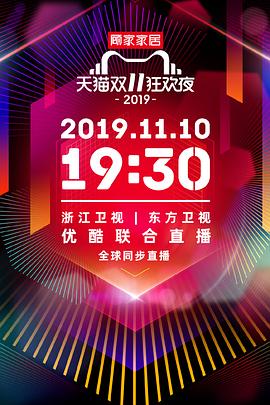 顾家家居
天猫双11狂欢夜
-2019-
2019.11.10
19:30
浙江卫视 | 东方卫视
优酷联合直播
全球同步直播